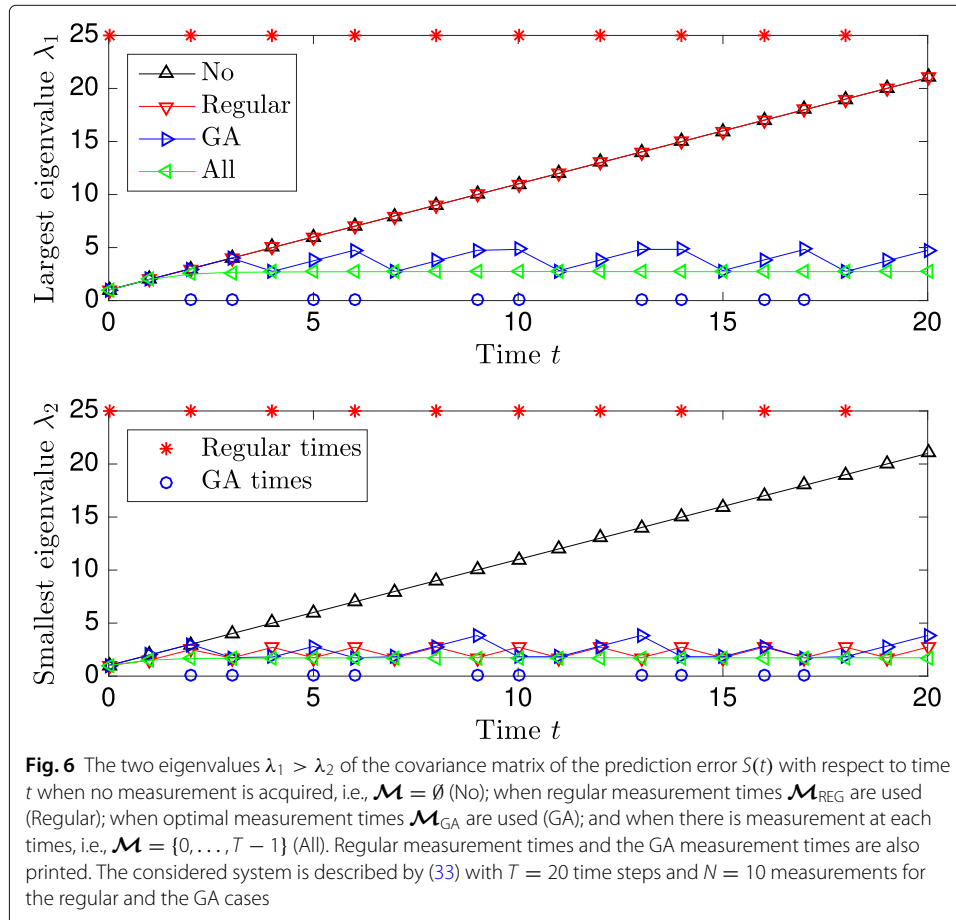 25
20
15
10
5
0
Largest eigenvalue λ₁
No
Regular
GA
All
0 5 10 15 20
Time t
25
20
15
10
5
0
Smallest eigenvalue λ₂
Regular times
GA times
0 5 10 15 20
Time t
Fig. 6 The two eigenvalues λ₁ > λ₂ of the covariance matrix of the prediction error S(t) with respect to time
t when no measurement is acquired, i.e., 𝓜 = ∅ (No); when regular measurement times 𝓜REG are used
(Regular); when optimal measurement times 𝓜GA are used (GA); and when there is measurement at each
times, i.e., 𝓜 = {0, . . . , T − 1} (All). Regular measurement times and the GA measurement times are also
printed. The considered system is described by (33) with T = 20 time steps and N = 10 measurements for
the regular and the GA cases